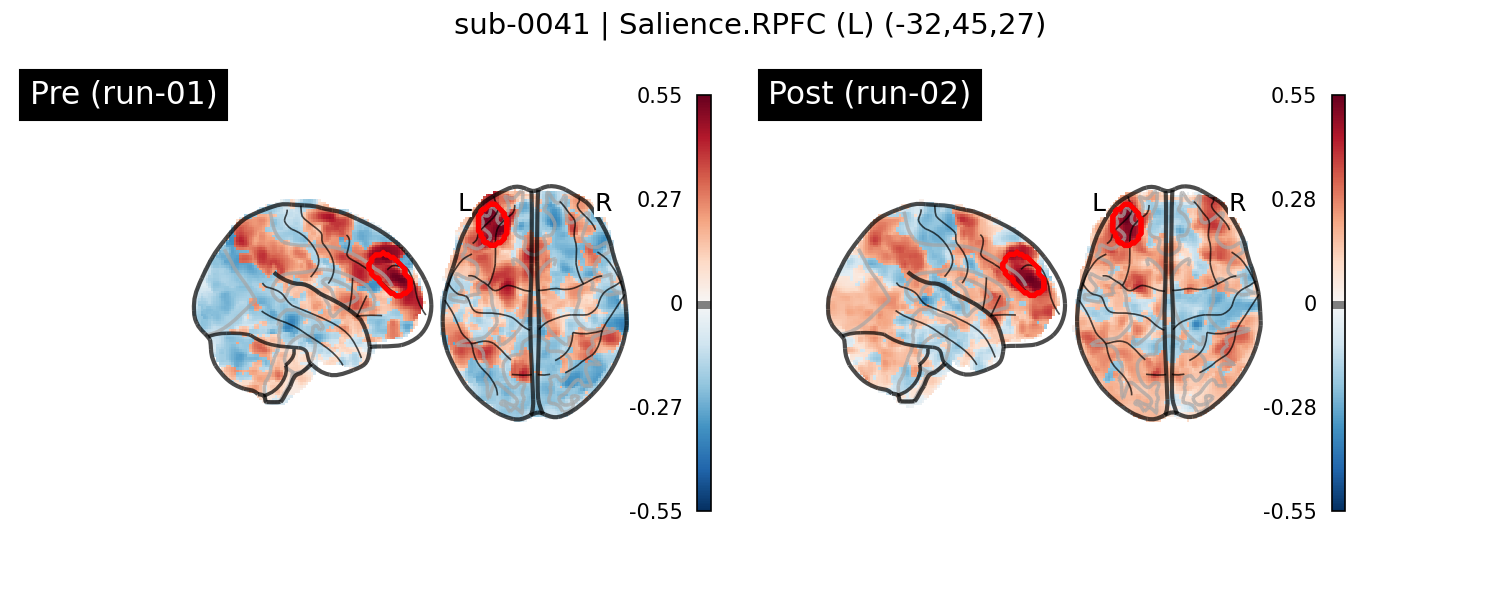 sub-0041 | Salience.RPFC (L) (-32,45,27)
Pre (run-01)
L
R
0.55
0.27
0
-0.27
-0.55
Post (run-02)
L
R
0.55
0.28
0
-0.28
-0.55